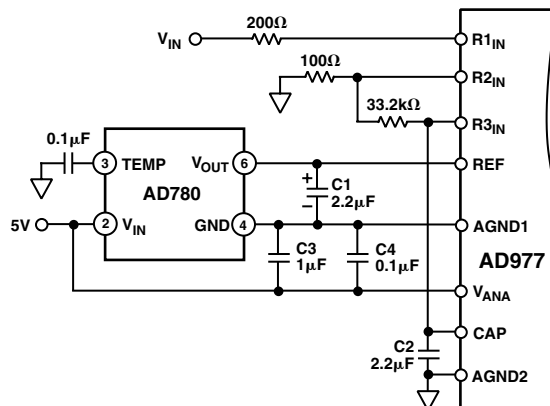 200Ω
V_IN
R1_IN
100Ω
R2_IN
33.2kΩ
R3_IN
0.1µF
3 TEMP
V_OUT 6
REF
AD780
+
C1
2.2µF
–
5V
2 V_IN
GND 4
AGND1
C3
1µF
C4
0.1µF
AD977
V_ANA
CAP
C2
2.2µF
AGND2